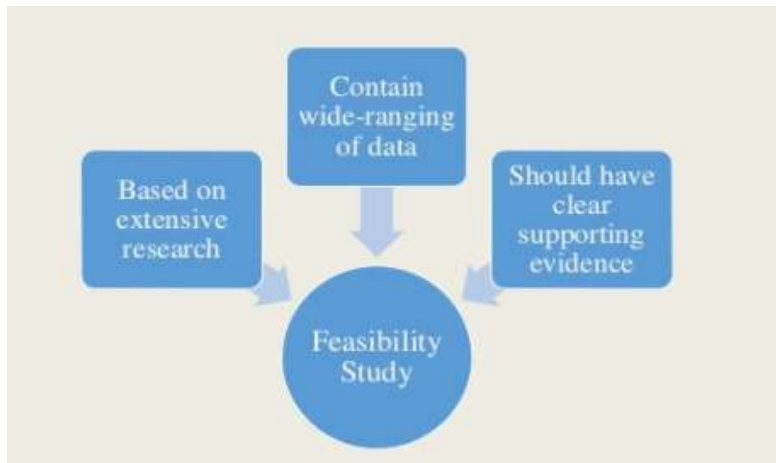 Contain
wide-ranging
of data
Based on
extensive
research
Should have
clear
supporting
evidence
Feasibility
Study